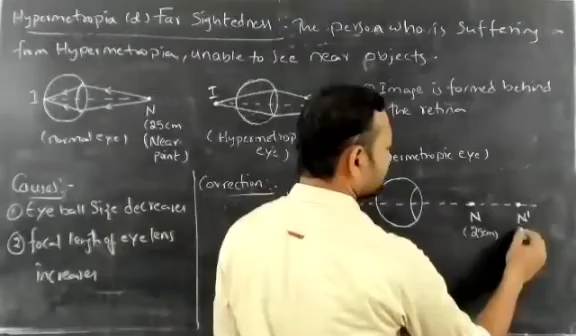 Hypermetropia (d) Far Sightedness :- The person who is suffering
from Hypermetropia, unable to see near objects.
I
N
(25cm
(Near
point)
(normal eye)
I
(Hypermetrop
eye)
Image is formed behind
the retina
ermetropic eye)
Causes:-
① Eye ball size decreases
② focal length of eye lens
increases
Correction:-
N
(25cm)
N'